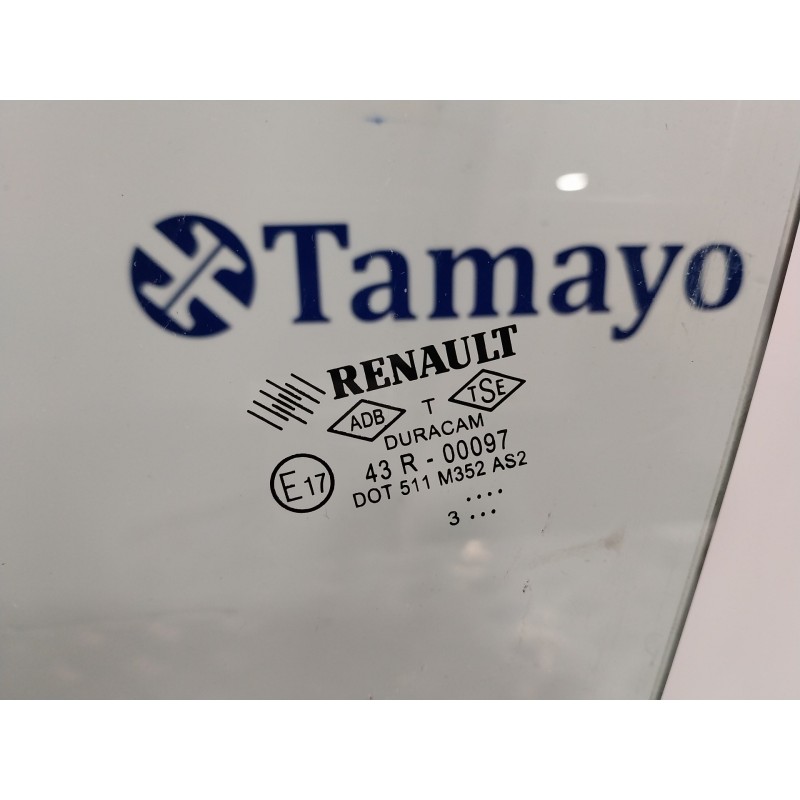 Tamayo
RENAULT
ADB T TSE
DURACAM
E17 43 R - 00097
DOT 511 M352 AS2
....
3 ...